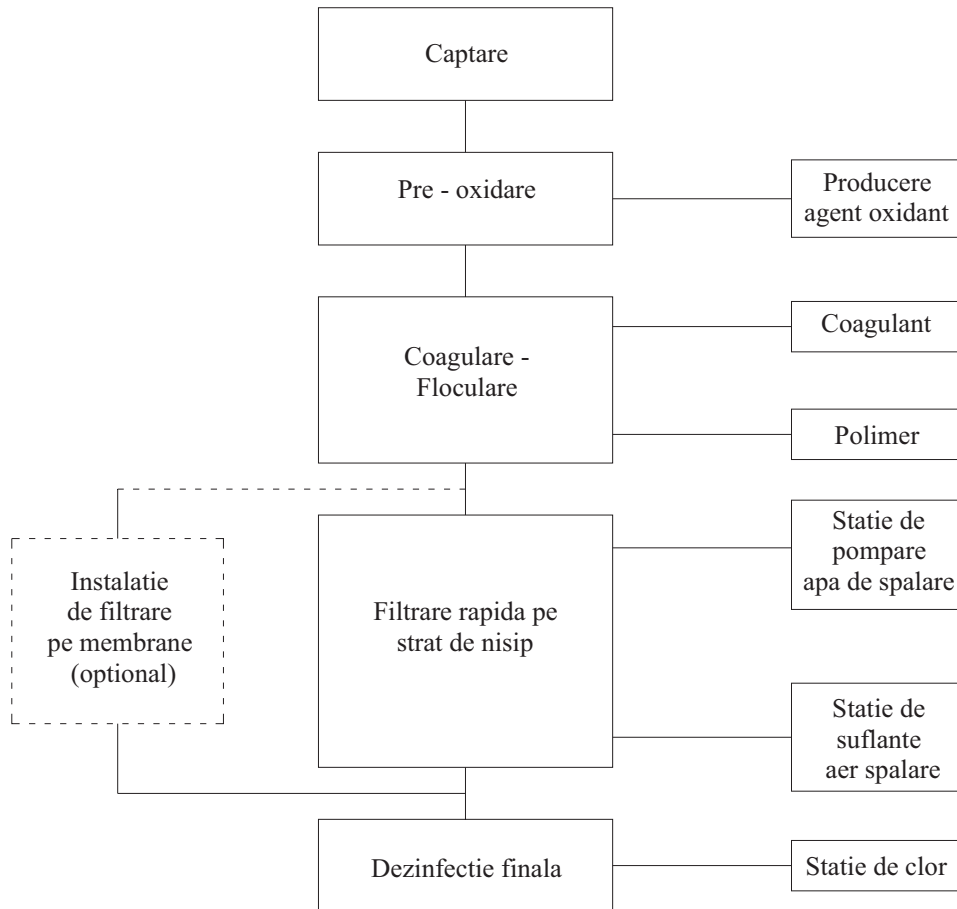 Captare
Pre - oxidare
Producere
agent oxidant
Coagulare -
Floculare
Coagulant
Polimer
Instalatie
de filtrare
pe membrane
(optional)
Filtrare rapida pe
strat de nisip
Statie de
pompare
apa de spalare
Statie de
suflante
aer spalare
Dezinfectie finala
Statie de clor